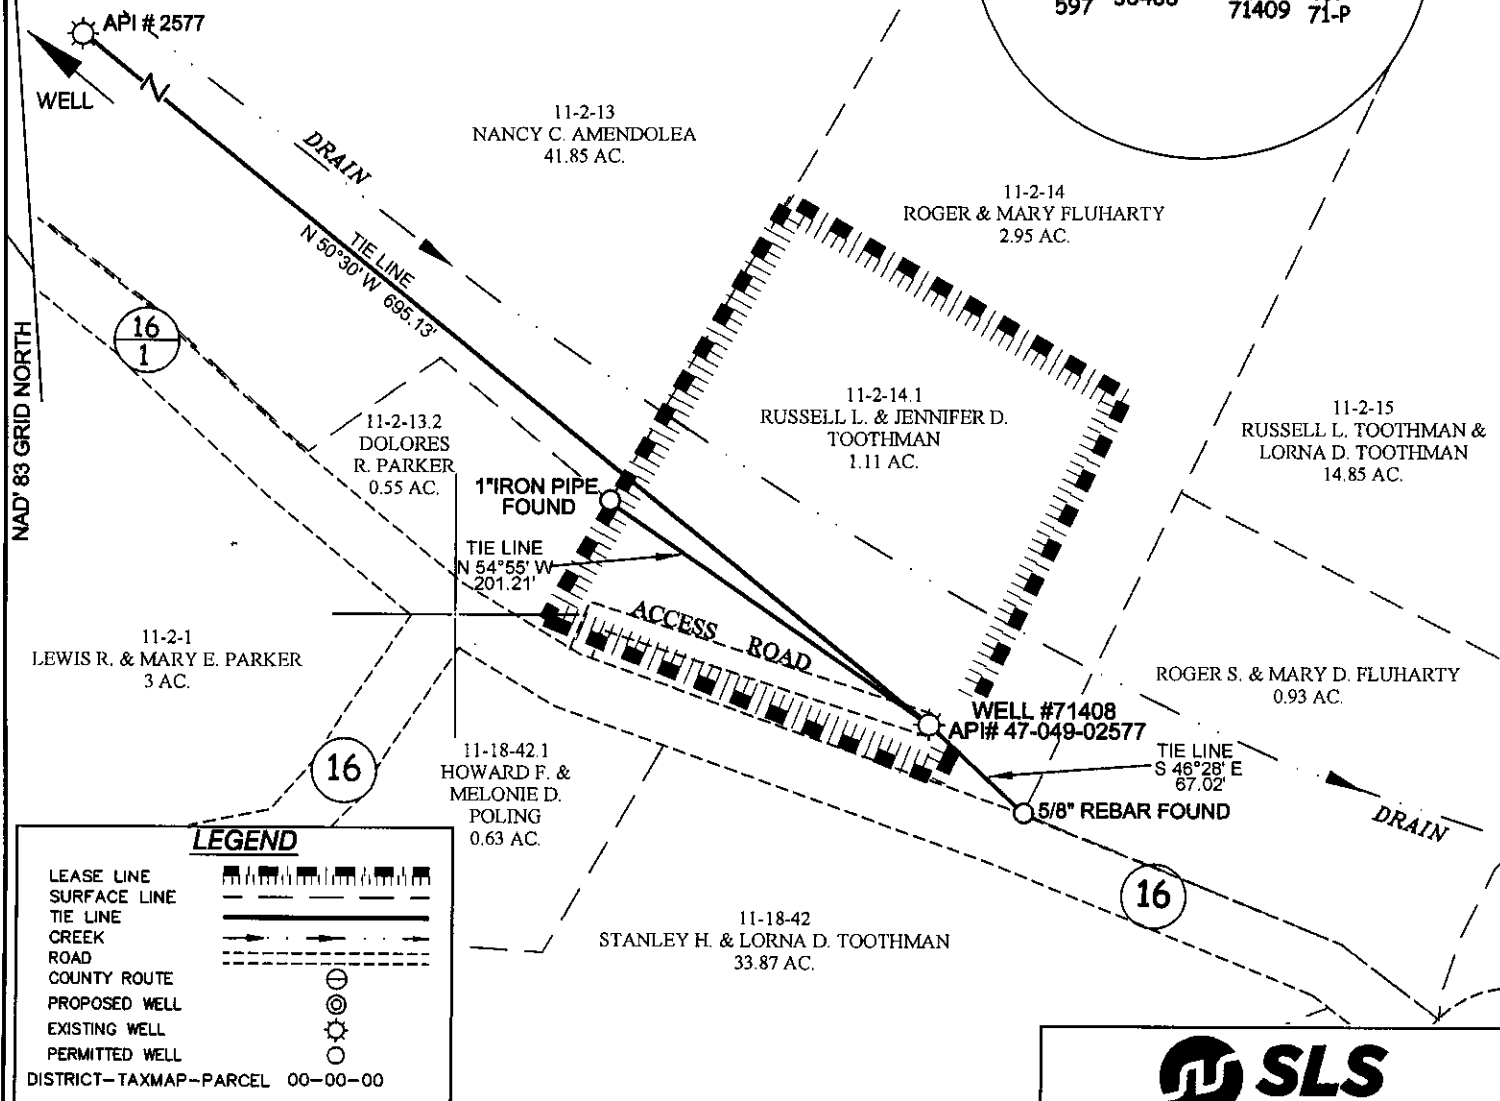 597
71409 71-P
API # 2577
WELL
DRAIN
11-2-13
NANCY C. AMENDOLEA
41.85 AC.
11-2-14
ROGER & MARY FLUHARTY
2.95 AC.
TIE LINE
N 50°30' W 695.13'
NAD' 83 GRID NORTH
16
1
11-2-13.2
DOLORES
R. PARKER
0.55 AC.
11-2-14.1
RUSSELL L. & JENNIFER D.
TOOTHMAN
1.11 AC.
11-2-15
RUSSELL L. TOOTHMAN &
LORNA D. TOOTHMAN
14.85 AC.
1"IRON PIPE
FOUND
TIE LINE
N 54°55' W
201.21'
ACCESS ROAD
11-2-1
LEWIS R. & MARY E. PARKER
3 AC.
ROGER S. & MARY D. FLUHARTY
0.93 AC.
WELL #71408
API# 47-049-02577
TIE LINE
S 46°28' E
67.02'
5/8" REBAR FOUND
DRAIN
16
11-18-42.1
HOWARD F. &
MELONIE D.
POLING
0.63 AC.
16
11-18-42
STANLEY H. & LORNA D. TOOTHMAN
33.87 AC.
LEGEND
LEASE LINE
SURFACE LINE
TIE LINE
CREEK
ROAD
COUNTY ROUTE
PROPOSED WELL
EXISTING WELL
PERMITTED WELL
DISTRICT-TAXMAP-PARCEL 00-00-00
SLS